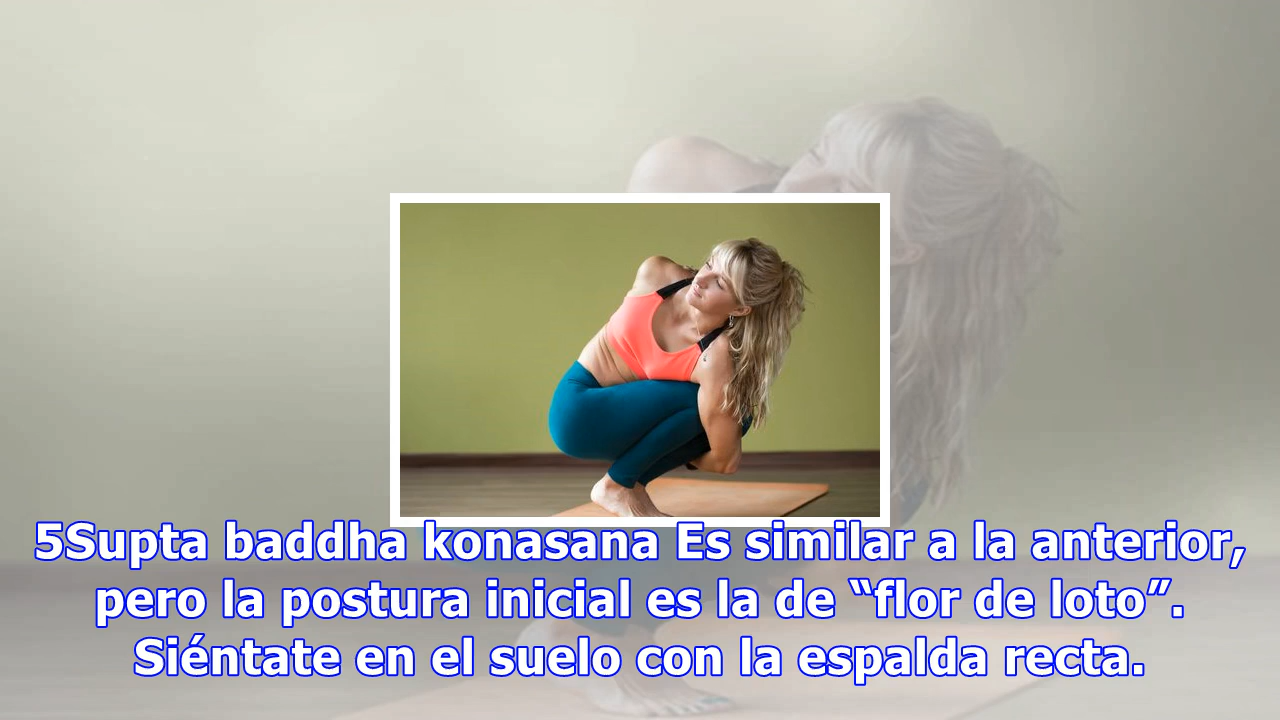 5Supta baddha konasana Es similar a la anterior,
pero la postura inicial es la de “flor de loto”.
Siéntate en el suelo con la espalda recta.